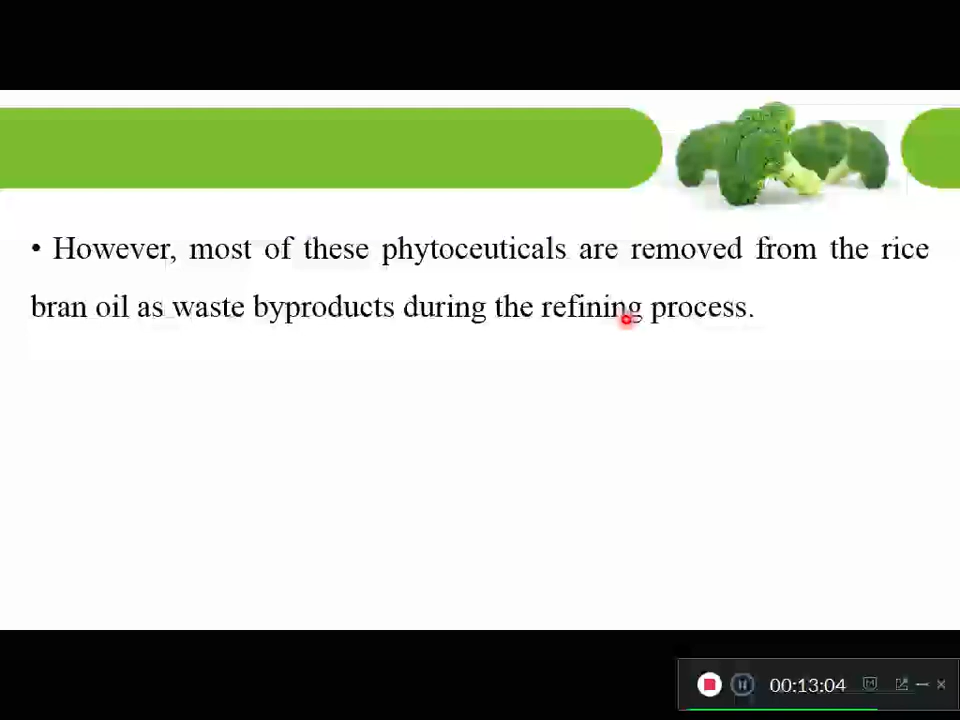 • However, most of these phytoceuticals are removed from the rice
bran oil as waste byproducts during the refining process.
00:13:04